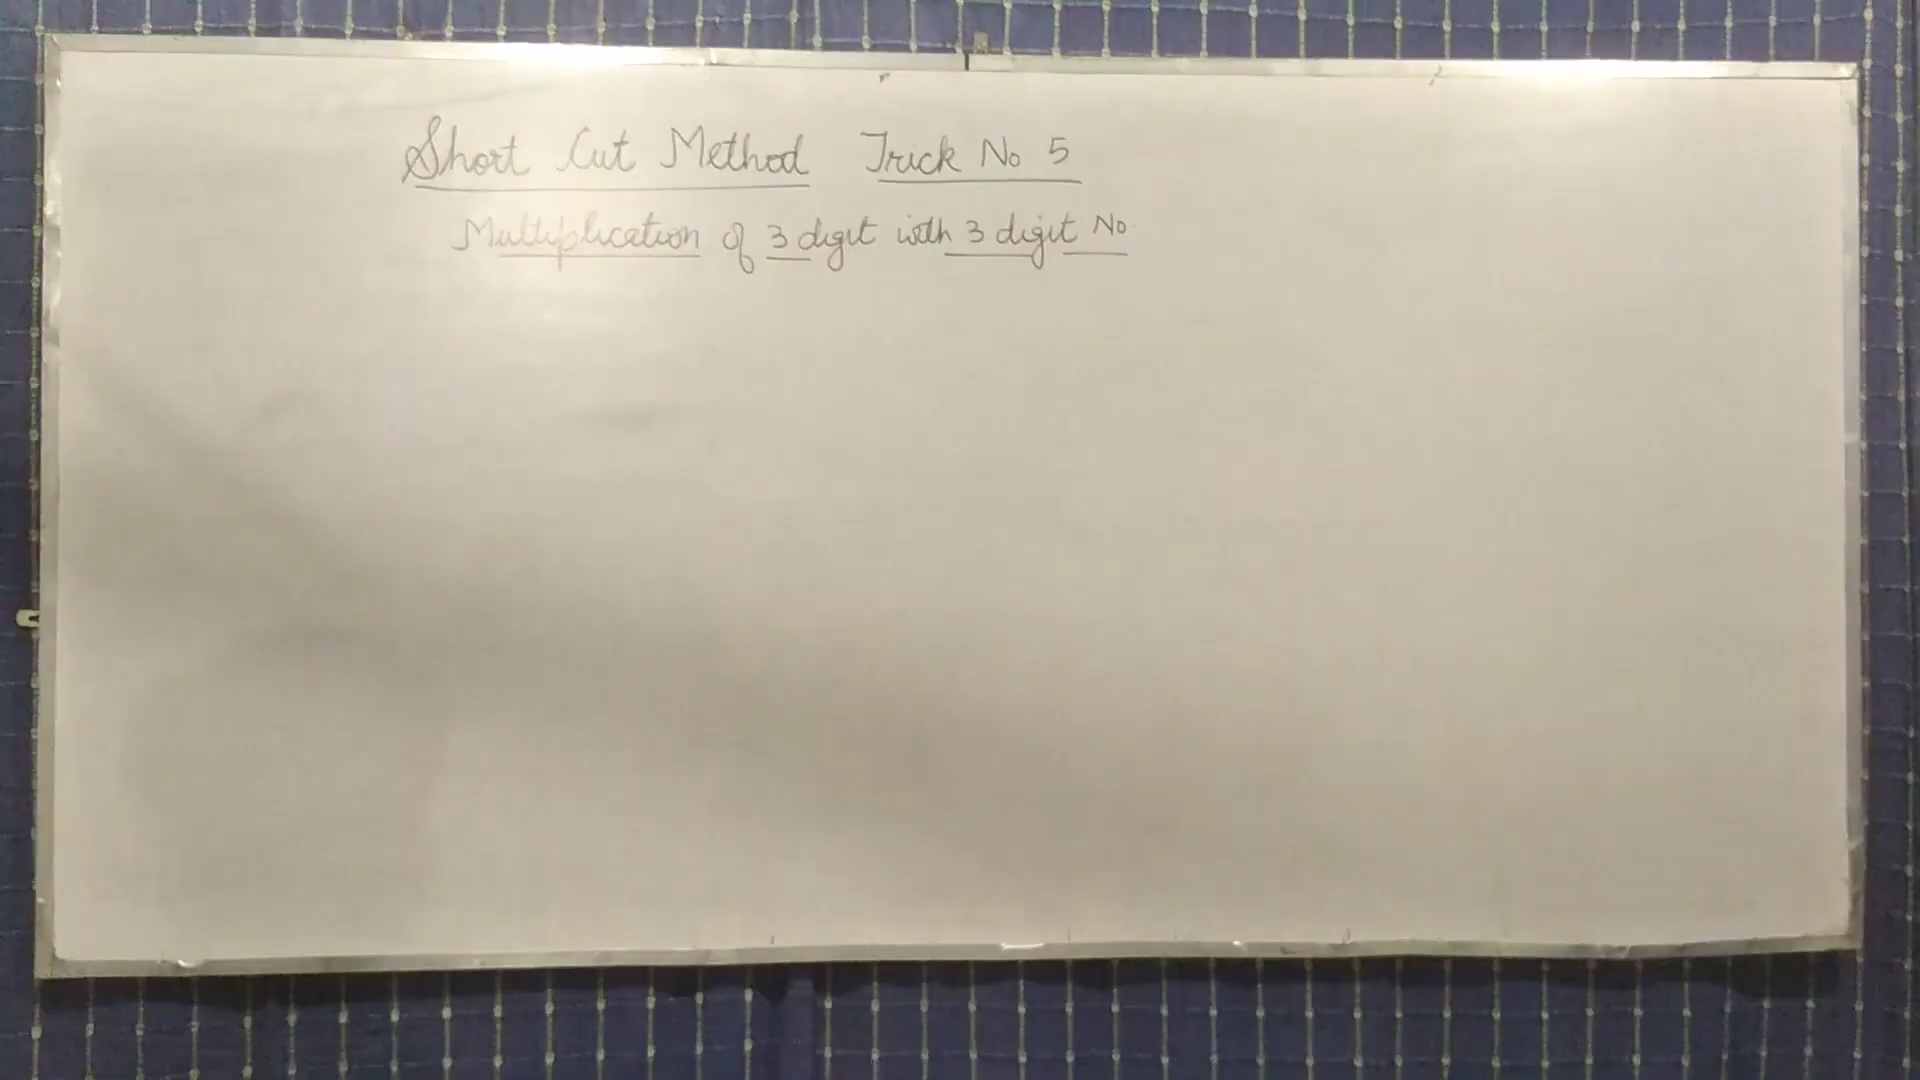 Short Cut Method Trick No 5
Multiplication of 3 digit with 3 digit No.